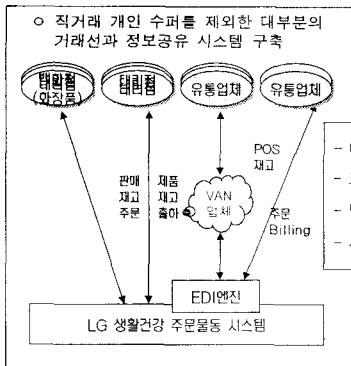 ○ 직거래 개인 수퍼를 제외한 대부분의
거래선과 정보공유 시스템 구축
(화장품)
대리점
유통업체
유통업체
POS
재고
판매 제품
재고 재고
주문 출하
VAN
업체
주문
Billing
EDI엔진
LG 생활건강 주문물동 시스템